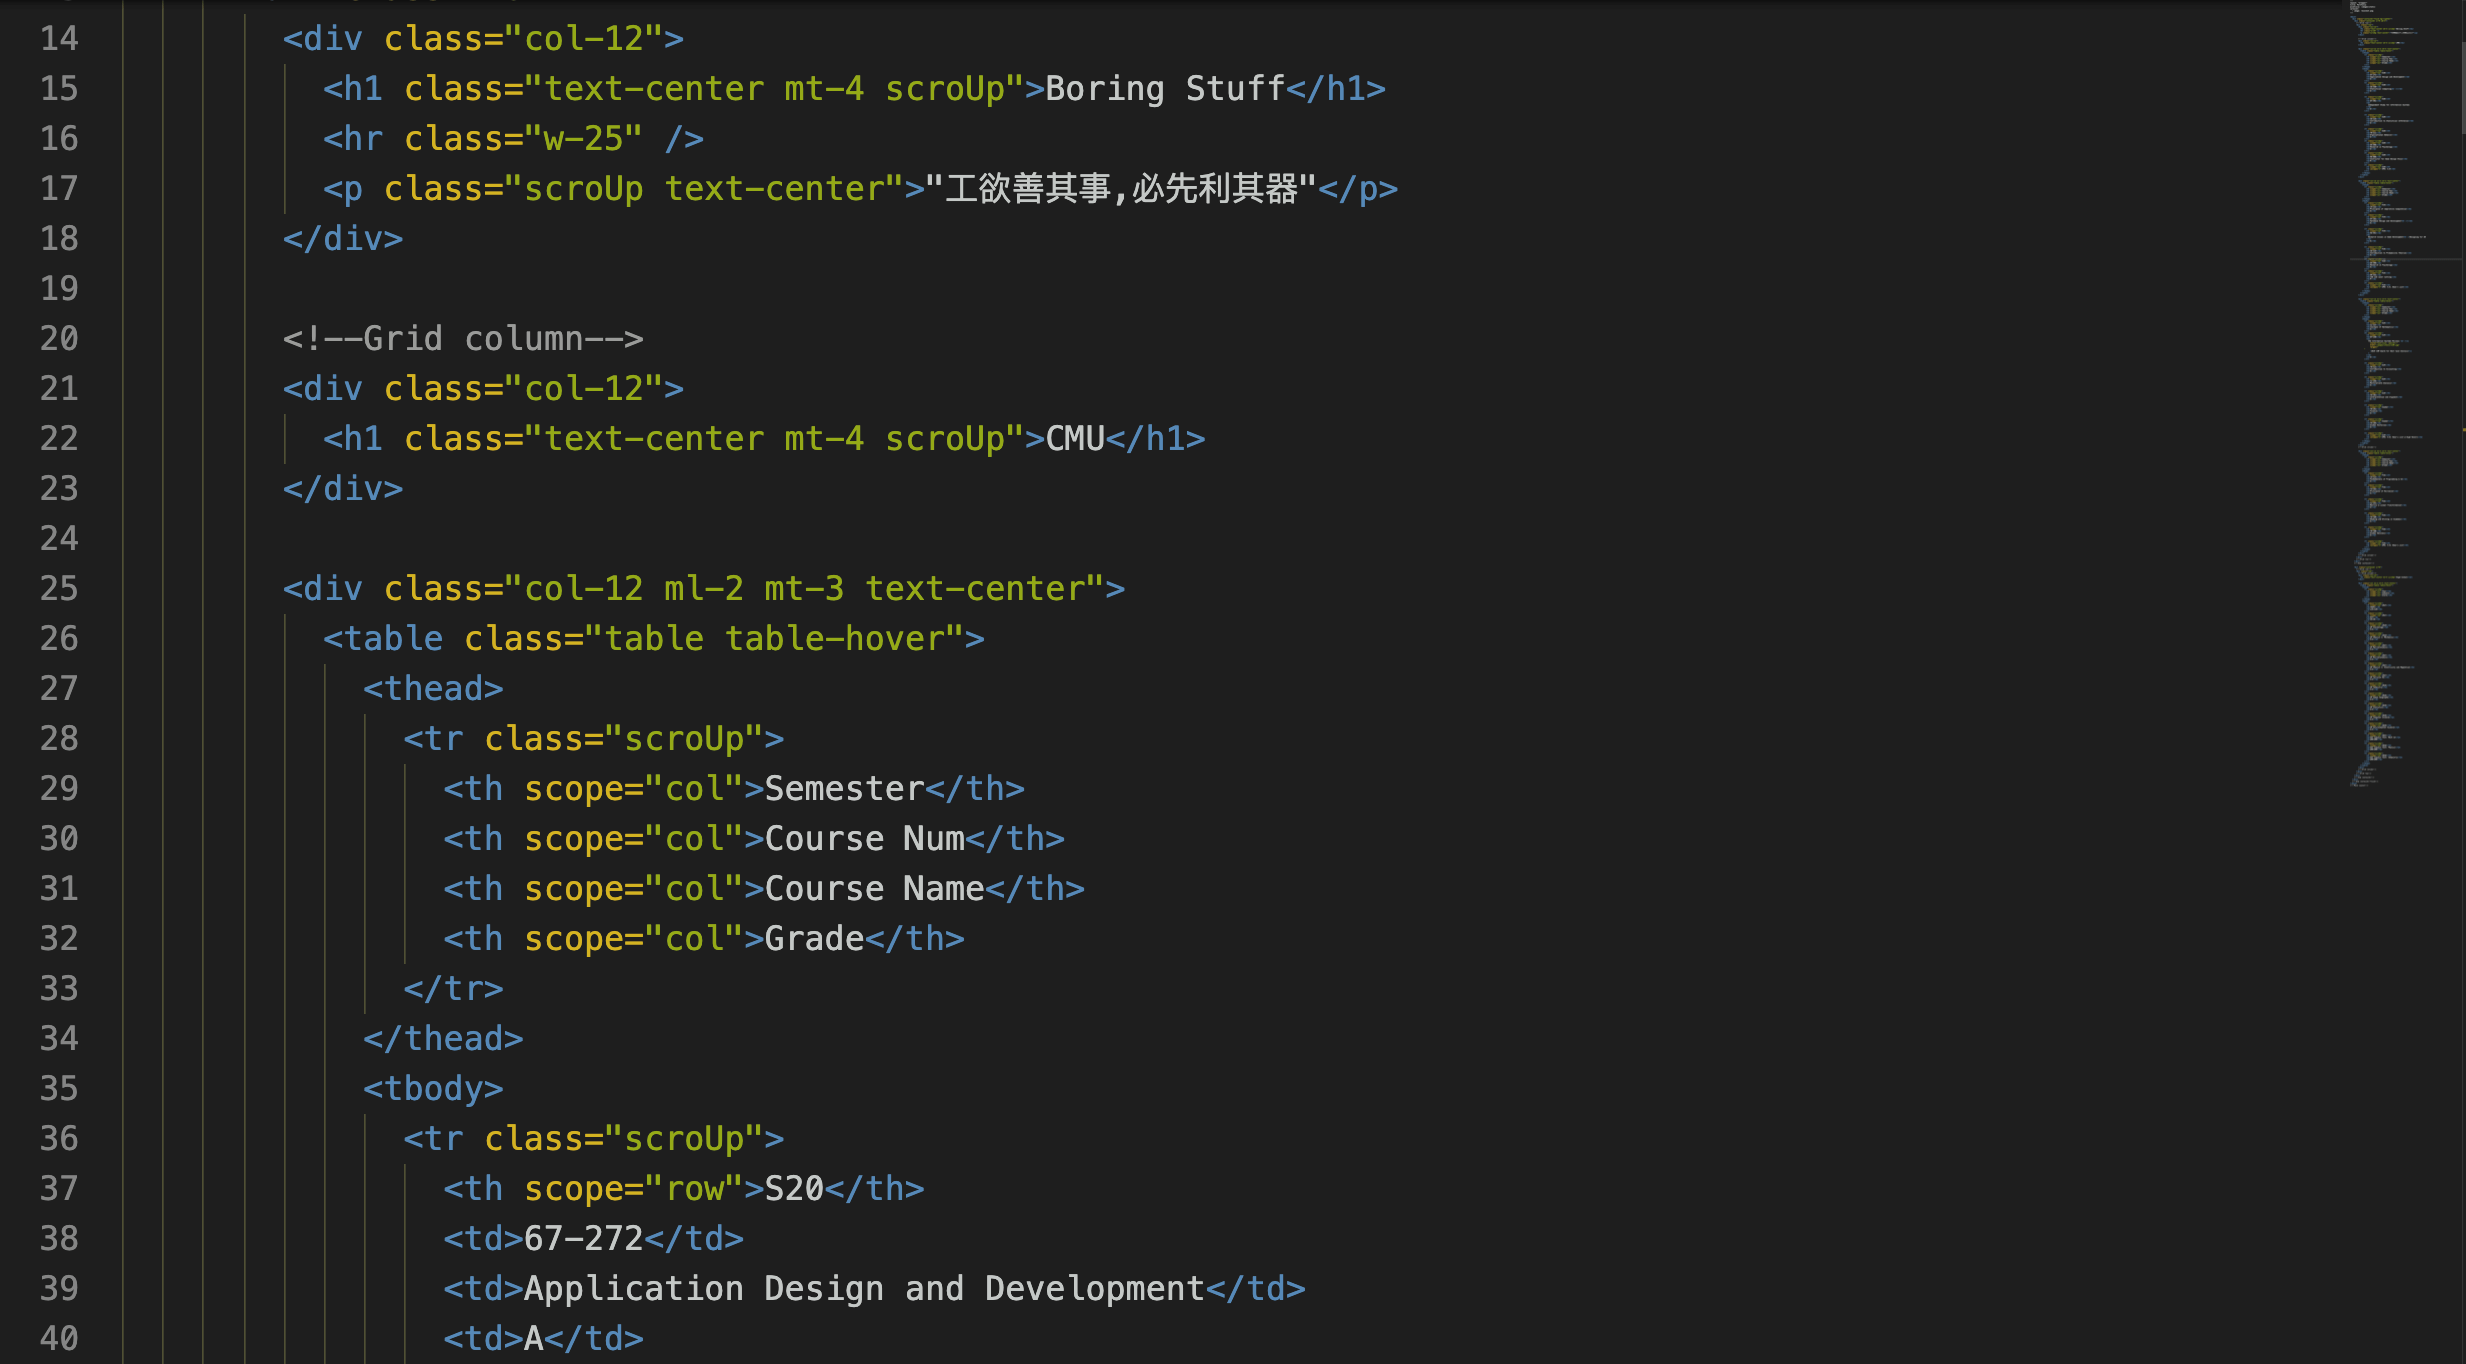 14 <div class="col-12">
15 <h1 class="text-center mt-4 scroUp">Boring Stuff</h1>
16 <hr class="w-25" />
17 <p class="scroUp text-center">"工欲善其事,必先利其器"</p>
18 </div>
19
20 <!--Grid column-->
21 <div class="col-12">
22 <h1 class="text-center mt-4 scroUp">CMU</h1>
23 </div>
24
25 <div class="col-12 ml-2 mt-3 text-center">
26 <table class="table table-hover">
27 <thead>
28 <tr class="scroUp">
29 <th scope="col">Semester</th>
30 <th scope="col">Course Num</th>
31 <th scope="col">Course Name</th>
32 <th scope="col">Grade</th>
33 </tr>
34 </thead>
35 <tbody>
36 <tr class="scroUp">
37 <th scope="row">S20</th>
38 <td>67-272</td>
39 <td>Application Design and Development</td>
40 <td>A</td>